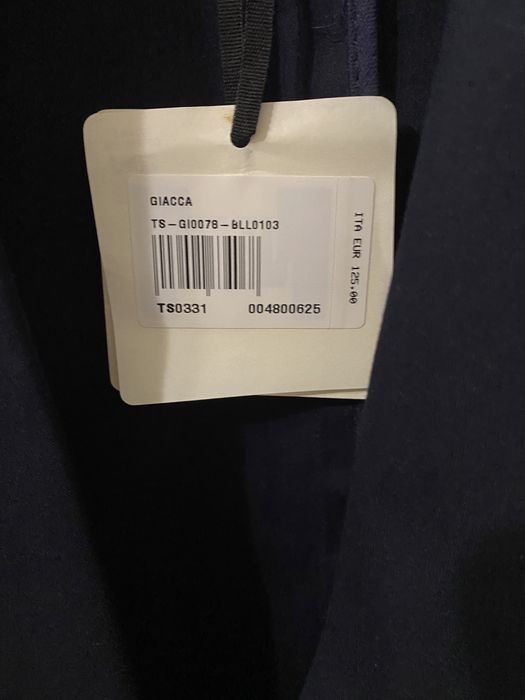 GIACCA
TS-GI0078-BLL0103
TS0331 004800625
ITA EUR 125.00